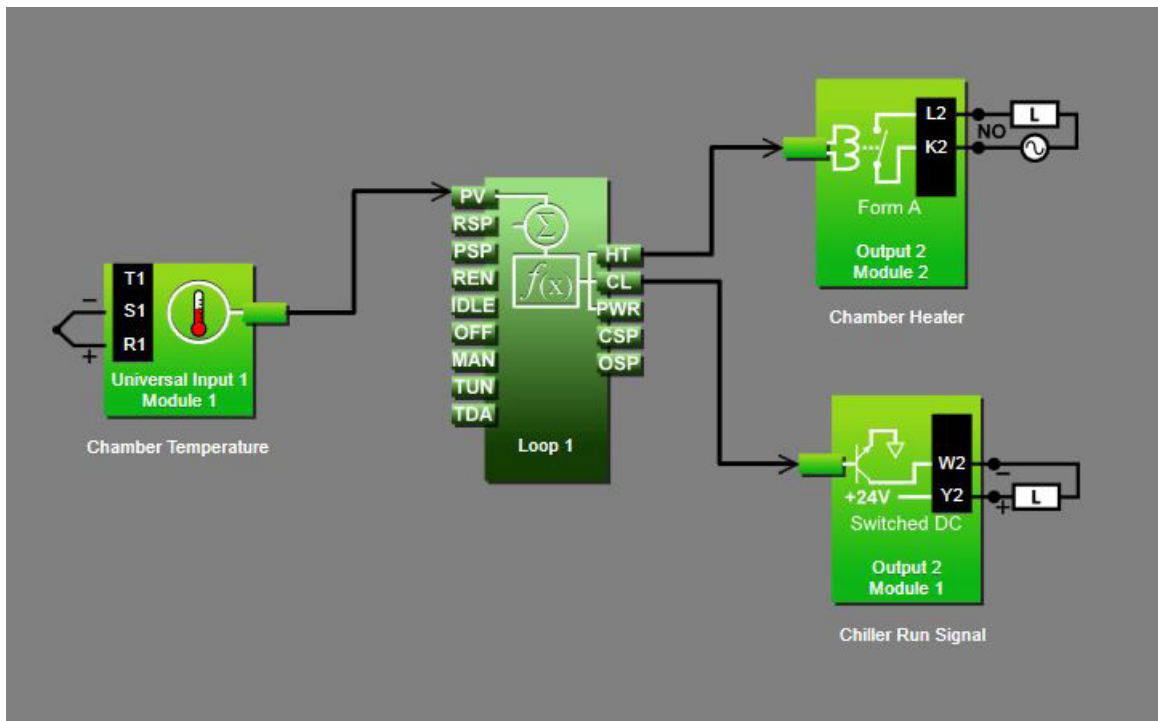 T1
S1
R1
−
+
Universal Input 1
Module 1
Chamber Temperature
PV
RSP
PSP
REN
IDLE
OFF
MAN
TUN
TDA
Σ
f(x)
HT
CL
PWR
CSP
OSP
Loop 1
L2
K2
NO
L
Form A
Output 2
Module 2
Chamber Heater
W2
Y2
−
+
L
+24V
Switched DC
Output 2
Module 1
Chiller Run Signal